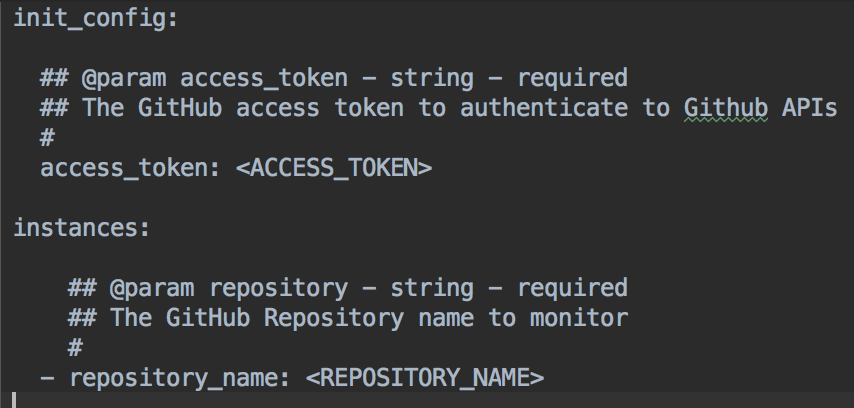 init_config:
## @param access_token - string - required
## The GitHub access token to authenticate to Github APIs
#
access_token: <ACCESS_TOKEN>
instances:
## @param repository - string - required
## The GitHub Repository name to monitor
#
- repository_name: <REPOSITORY_NAME>